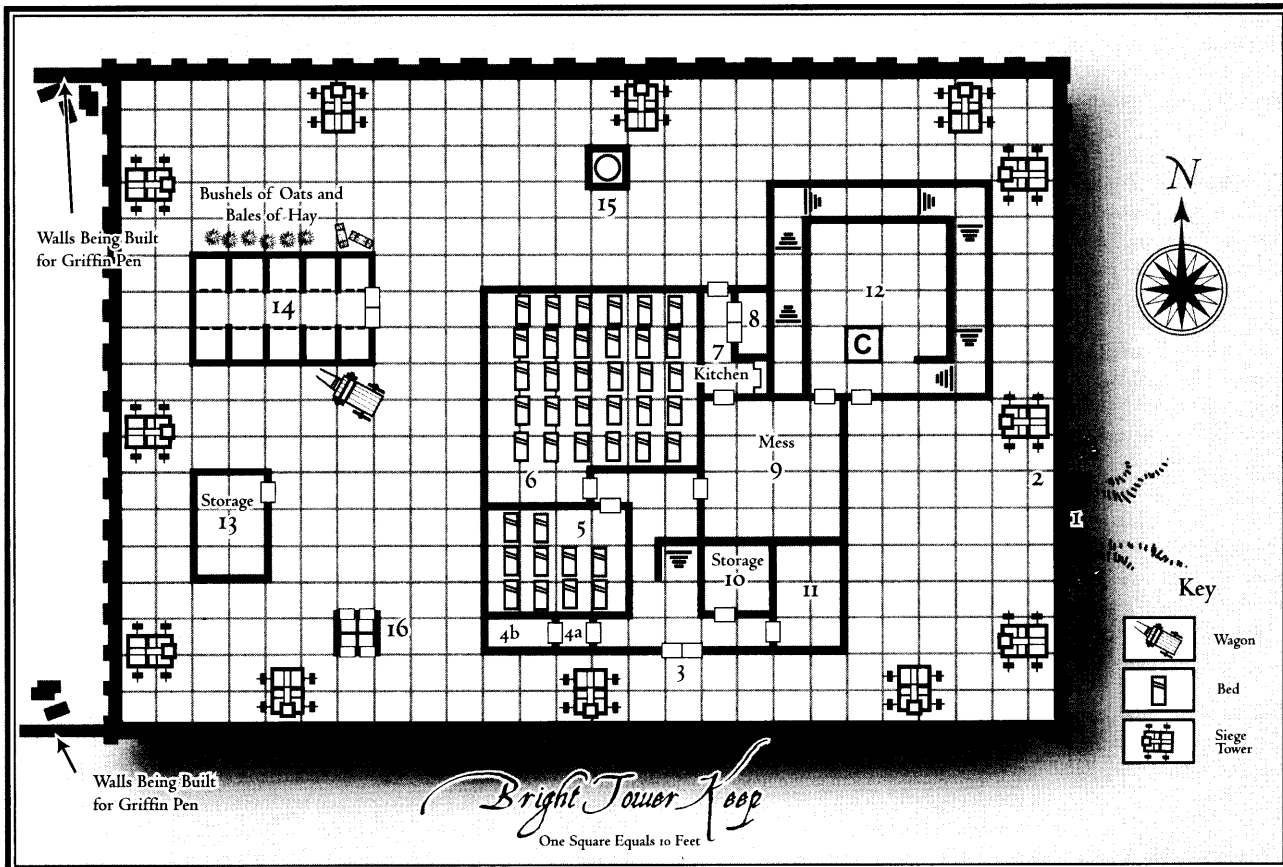 N
Bushels of Oats and
Bales of Hay
15
Walls Being Built
for Griffin Pen
12
14
8
7
Kitchen
C
Mess
9
6
2
Storage
13
5
1
Storage
10
11
Key
16
4b
4a
3
Wagon
Bed
Siege
Tower
Walls Being Built
for Griffin Pen
Bright Tower Keep
One Square Equals 10 Feet